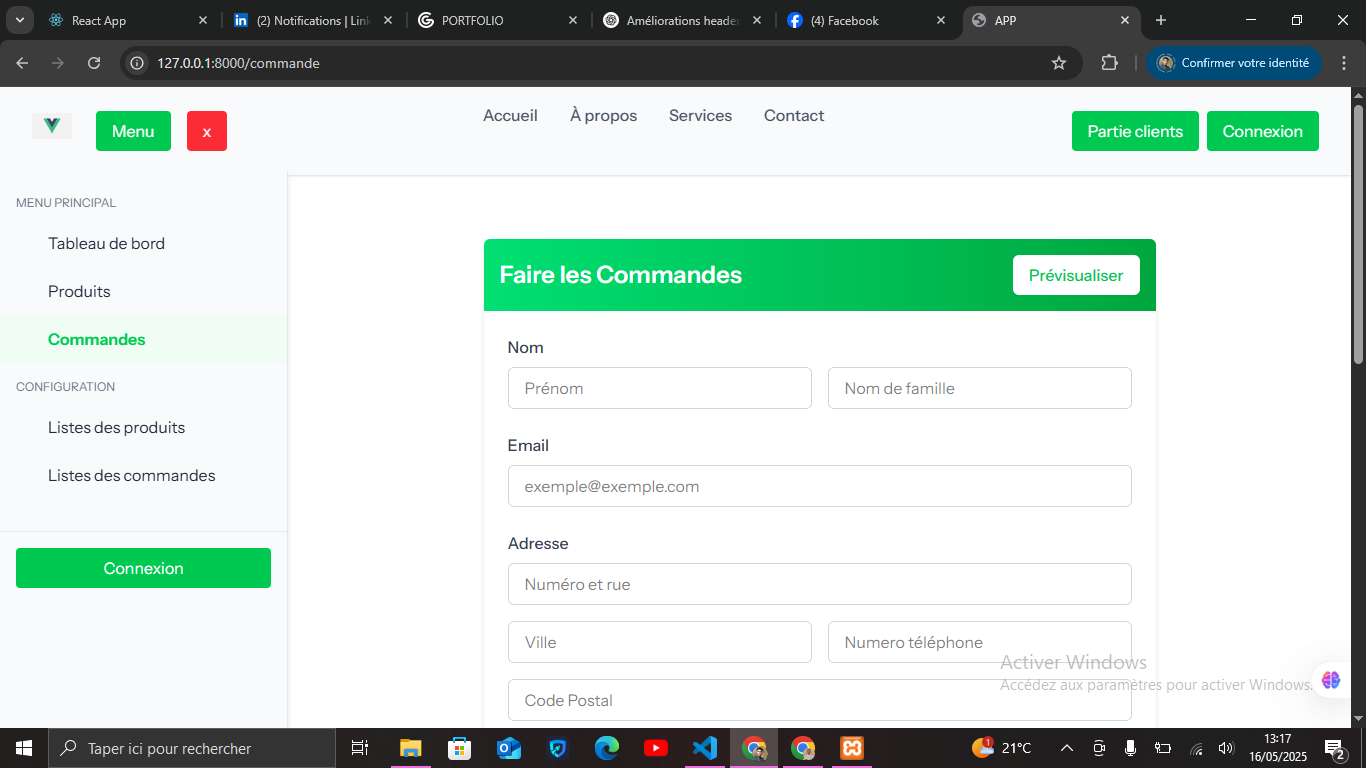 React App
(2) Notifications | Link
PORTFOLIO
Améliorations header
(4) Facebook
APP
127.0.0.1:8000/commande
Confirmer votre identité
Menu
x
Accueil
À propos
Services
Contact
Partie clients
Connexion
MENU PRINCIPAL
Tableau de bord
Produits
Commandes
CONFIGURATION
Listes des produits
Listes des commandes
Connexion
Faire les Commandes
Prévisualiser
Nom
Prénom
Nom de famille
Email
exemple@exemple.com
Adresse
Numéro et rue
Ville
Numero téléphone
Code Postal
Activer Windows
Accédez aux paramètres pour activer Windows.
Taper ici pour rechercher
1
21°C
13:17
16/05/2025
2